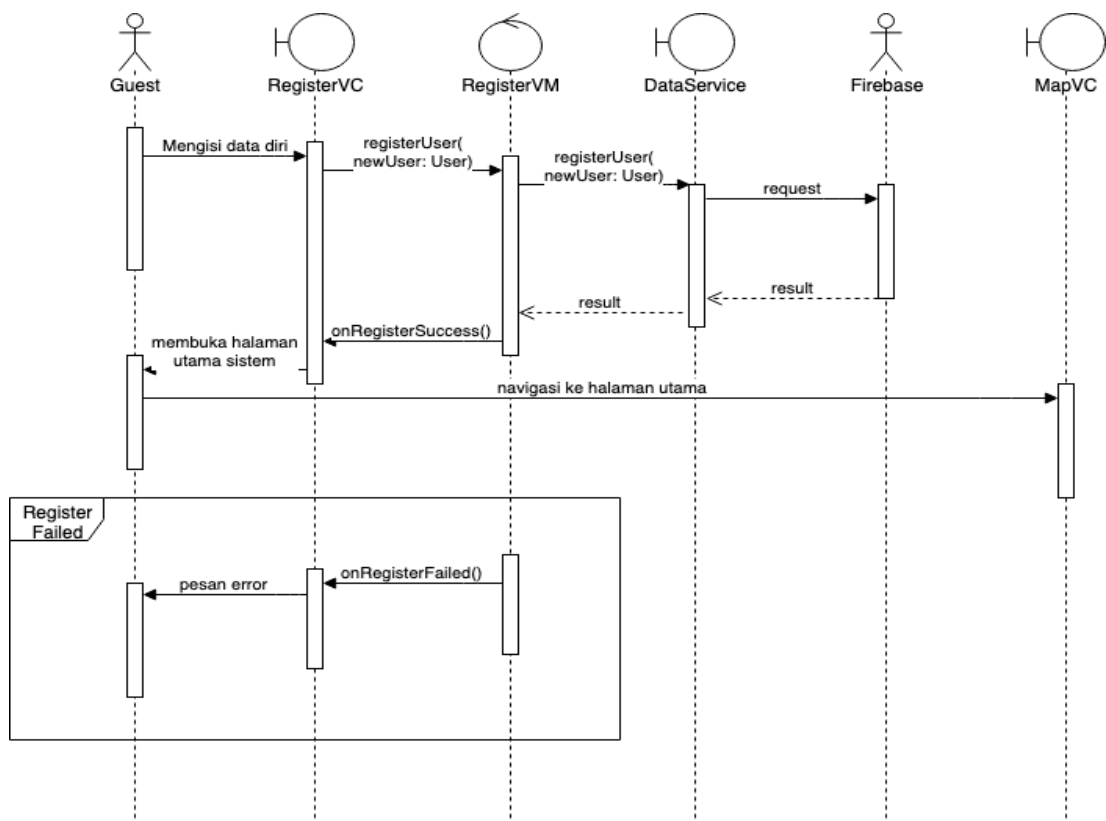 Guest
RegisterVC
RegisterVM
DataService
Firebase
MapVC
Mengisi data diri
registerUser(
newUser: User)
registerUser(
newUser: User)
request
result
result
onRegisterSuccess()
membuka halaman
utama sistem
navigasi ke halaman utama
Register
Failed
onRegisterFailed()
pesan error